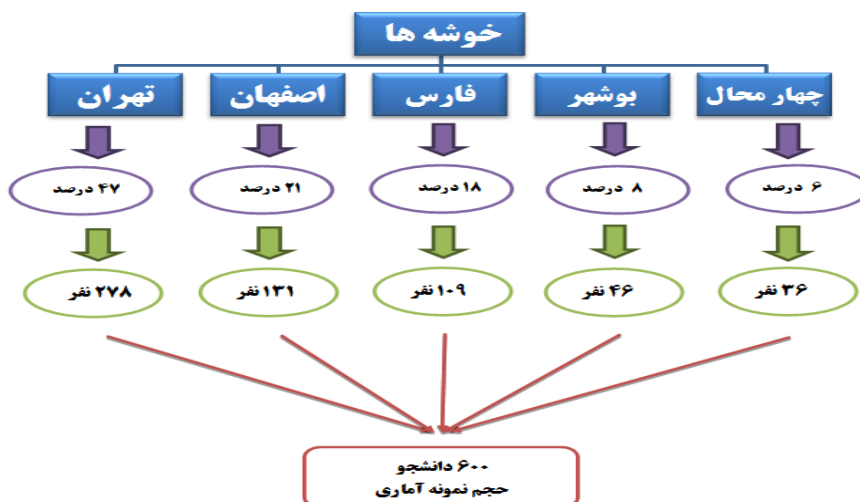 خوشه ها
چهار محال
بوشهر
فارس
اصفهان
تهران
۶ درصد
۸ درصد
۱۸ درصد
۲۱ درصد
۴۷ درصد
۳۶ نفر
۴۶ نفر
۱۰۹ نفر
۱۳۱ نفر
۲۷۸ نفر
۶۰۰ دانشجو
حجم نمونه آماری